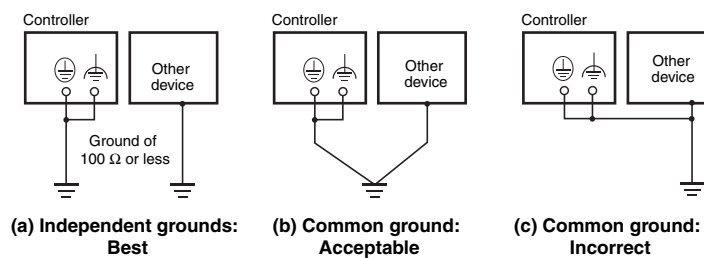 Controller
Other
device
Ground of
100 Ω or less
(a) Independent grounds:
Best
Controller
Other
device
(b) Common ground:
Acceptable
Controller
Other
device
(c) Common ground:
Incorrect